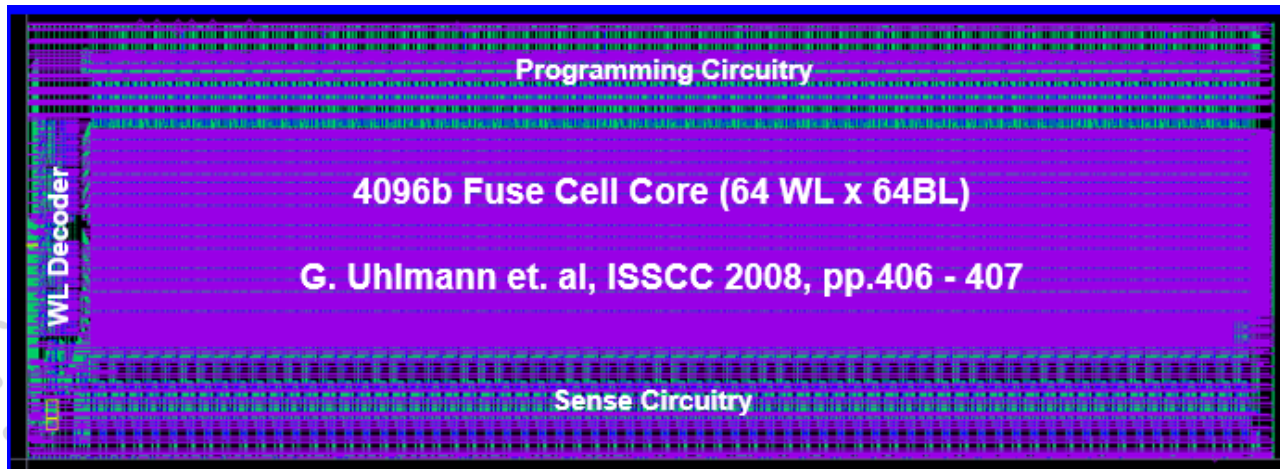 Programming Circuitry
WL Decoder
4096b Fuse Cell Core (64 WL x 64BL)
G. Uhlmann et. al, ISSCC 2008, pp.406 - 407
Sense Circuitry